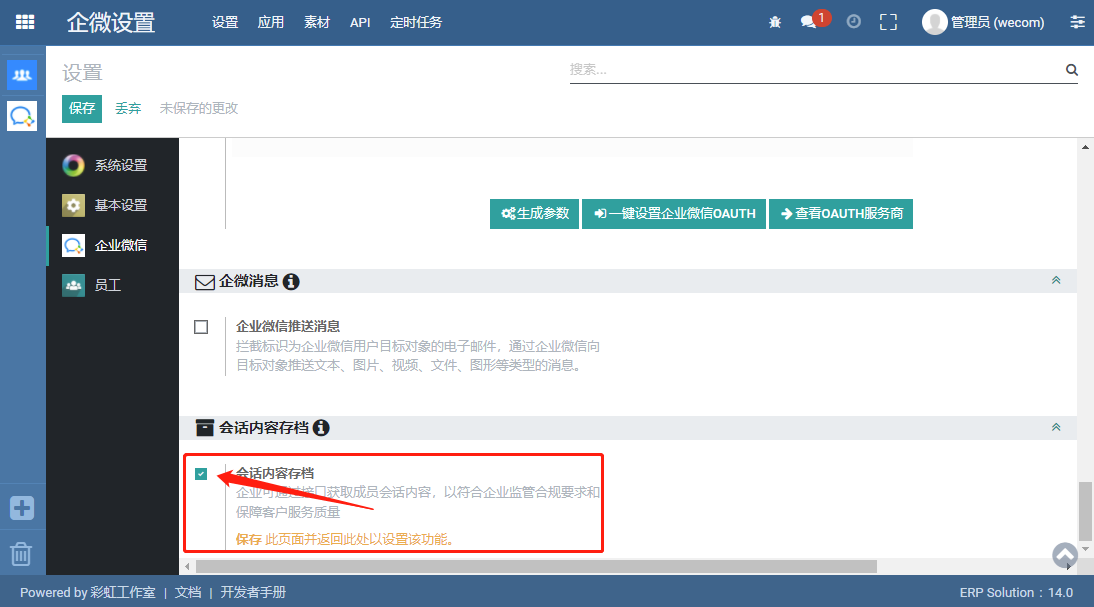 企微设置 设置 应用 素材 API 定时任务 1 管理员 (wecom)
设置 搜索...
保存 丢弃 未保存的更改
系统设置
基本设置
企业微信
员工
生成参数 一键设置企业微信OAUTH 查看OAUTH服务商
企微消息
企业微信推送消息
拦截标识为企业微信用户目标对象的电子邮件，通过企业微信向
目标对象推送文本、图片、视频、文件、图形等类型的消息。
会话内容存档
会话内容存档
企业可通过接口获取成员会话内容，以符合企业监管合规要求和
保障客户服务质量
保存 此页面并返回此处以设置该功能。
Powered by 彩虹工作室 | 文档 | 开发者手册 ERP Solution：14.0